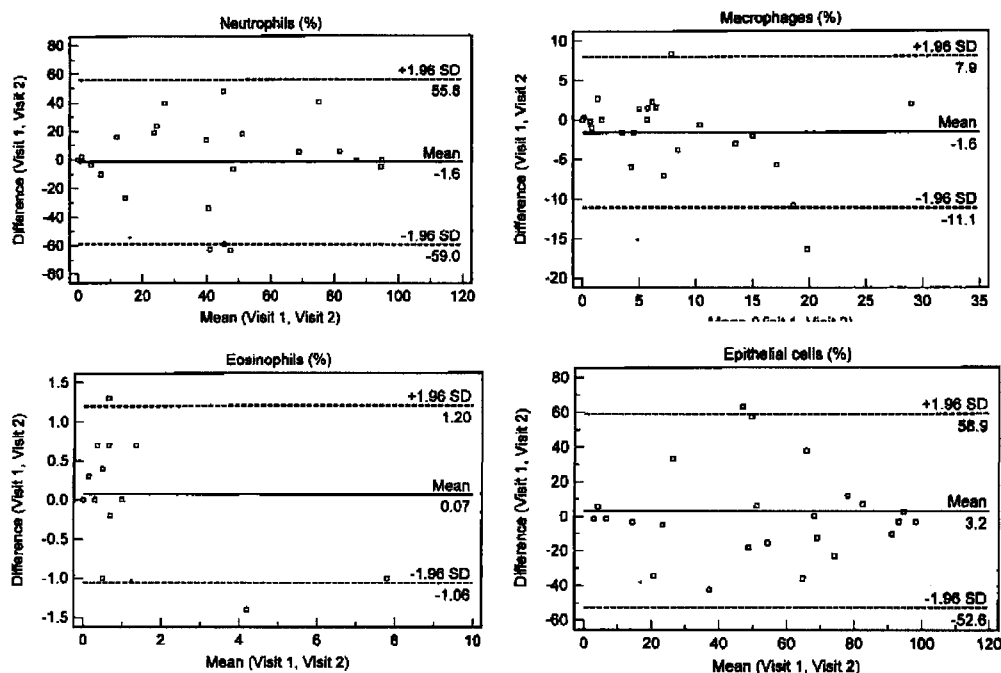 Neutrophils (%)
Difference (Visit 1, Visit 2)
80
60
40
20
0
-20
-40
-60
-80
+1.96 SD
55.8
Mean
-1.6
-1.96 SD
-59.0
0 20 40 60 80 100 120
Mean (Visit 1, Visit 2)
Macrophages (%)
Difference (Visit 1, Visit 2
10
5
0
-5
-10
-15
-20
+1.96 SD
7.9
Mean
-1.6
-1.96 SD
-11.1
0 5 10 15 20 25 30 35
Mean (Visit 1, Visit 2)
Eosinophils (%)
Difference (Visit 1, Visit 2)
1.5
1.0
0.5
0.0
-0.5
-1.0
-1.5
+1.96 SD
1.20
Mean
0.07
-1.96 SD
-1.06
0 2 4 6 8 10
Mean (Visit 1, Visit 2)
Epithelial cells (%)
Difference (Visit 1, Visit 2)
80
60
40
20
0
-20
-40
-60
+1.96 SD
58.9
Mean
3.2
-1.96 SD
-52.6
0 20 40 60 80 100 120
Mean (Visit 1, Visit 2)